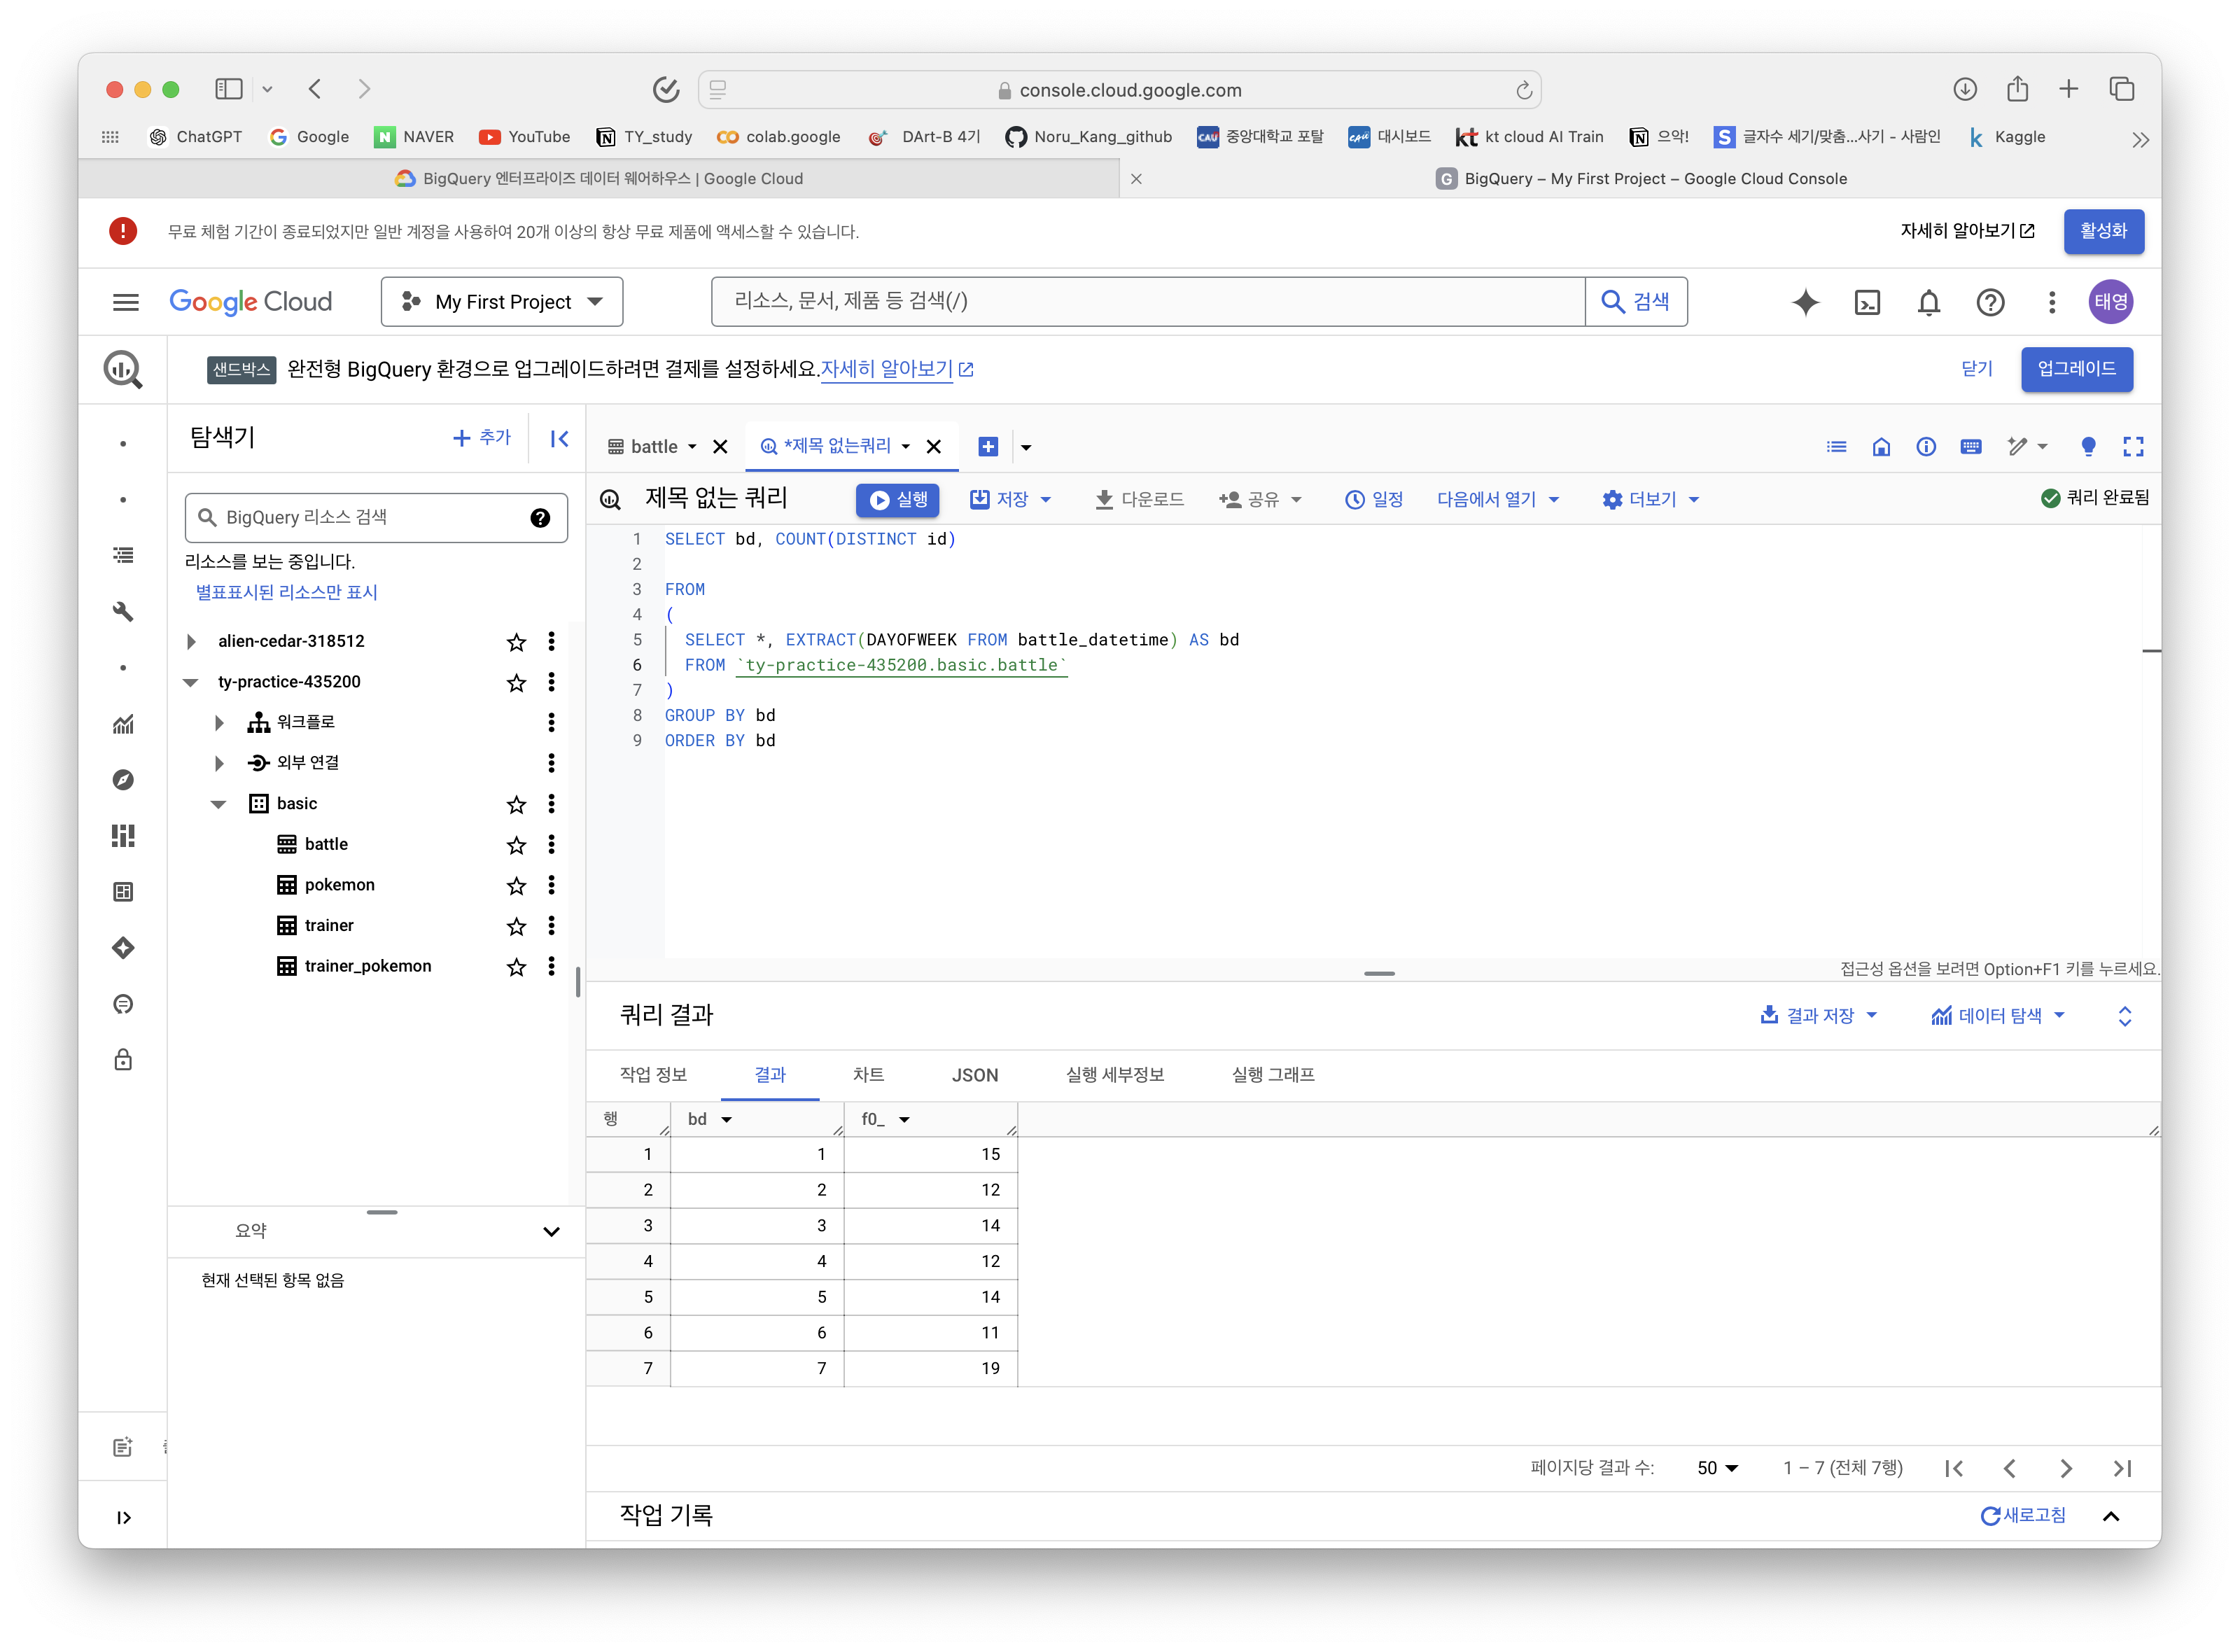 console.cloud.google.com
ChatGPT Google NAVER YouTube TY_study colab.google DArt-B 4기 Noru_Kang_github 중앙대학교 포탈 대시보드 kt cloud AI Train 으악! 글자수 세기/맞춤...사기 - 사람인 Kaggle
BigQuery 엔터프라이즈 데이터 웨어하우스 | Google Cloud
BigQuery – My First Project – Google Cloud Console
무료 체험 기간이 종료되었지만 일반 계정을 사용하여 20개 이상의 항상 무료 제품에 액세스할 수 있습니다.
자세히 알아보기
활성화
Google Cloud
My First Project
리소스, 문서, 제품 등 검색(/)
검색
태영
샌드박스 완전형 BigQuery 환경으로 업그레이드하려면 결제를 설정하세요.자세히 알아보기
닫기
업그레이드
탐색기
추가
BigQuery 리소스 검색
리소스를 보는 중입니다.
별표표시된 리소스만 표시
alien-cedar-318512
ty-practice-435200
워크플로
외부 연결
basic
battle
pokemon
trainer
trainer_pokemon
요약
현재 선택된 항목 없음
battle
*제목 없는쿼리
제목 없는 쿼리
실행
저장
다운로드
공유
일정
다음에서 열기
더보기
쿼리 완료됨
1 SELECT bd, COUNT(DISTINCT id)
2
3 FROM
4 (
5 SELECT *, EXTRACT(DAYOFWEEK FROM battle_datetime) AS bd
6 FROM `ty-practice-435200.basic.battle`
7 )
8 GROUP BY bd
9 ORDER BY bd
접근성 옵션을 보려면 Option+F1 키를 누르세요.
쿼리 결과
결과 저장
데이터 탐색
작업 정보 결과 차트 JSON 실행 세부정보 실행 그래프
행 bd f0_
1 1 15
2 2 12
3 3 14
4 4 12
5 5 14
6 6 11
7 7 19
페이지당 결과 수: 50 1 – 7 (전체 7행)
작업 기록
새로고침